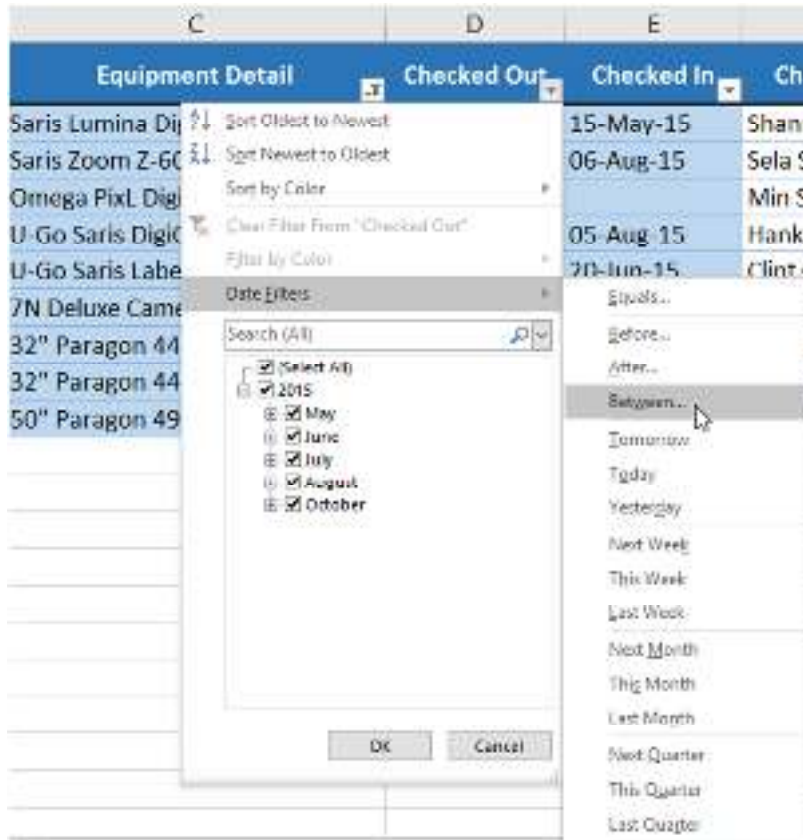 C D E
Equipment Detail Checked Out Checked In Ch
Saris Lumina Dig 15-May-15 Shan
Saris Zoom Z-60 06-Aug-15 Sela S
Omega PixL Digi Min S
U-Go Saris DigiC 05-Aug-15 Hank
U-Go Saris Labe 20-Jun-15 Clint
7N Deluxe Came
32" Paragon 44
32" Paragon 44
50" Paragon 49
Sort Oldest to Newest
Sort Newest to Oldest
Sort by Color
Clear Filter From "Checked Out"
Filter by Color
Date Filters
Search (All)
(Select All)
2015
May
June
July
August
October
OK Cancel
Equals...
Before...
After...
Between...
Tomorrow
Today
Yesterday
Next Week
This Week
Last Week
Next Month
This Month
Last Month
Next Quarter
This Quarter
Last Quarter